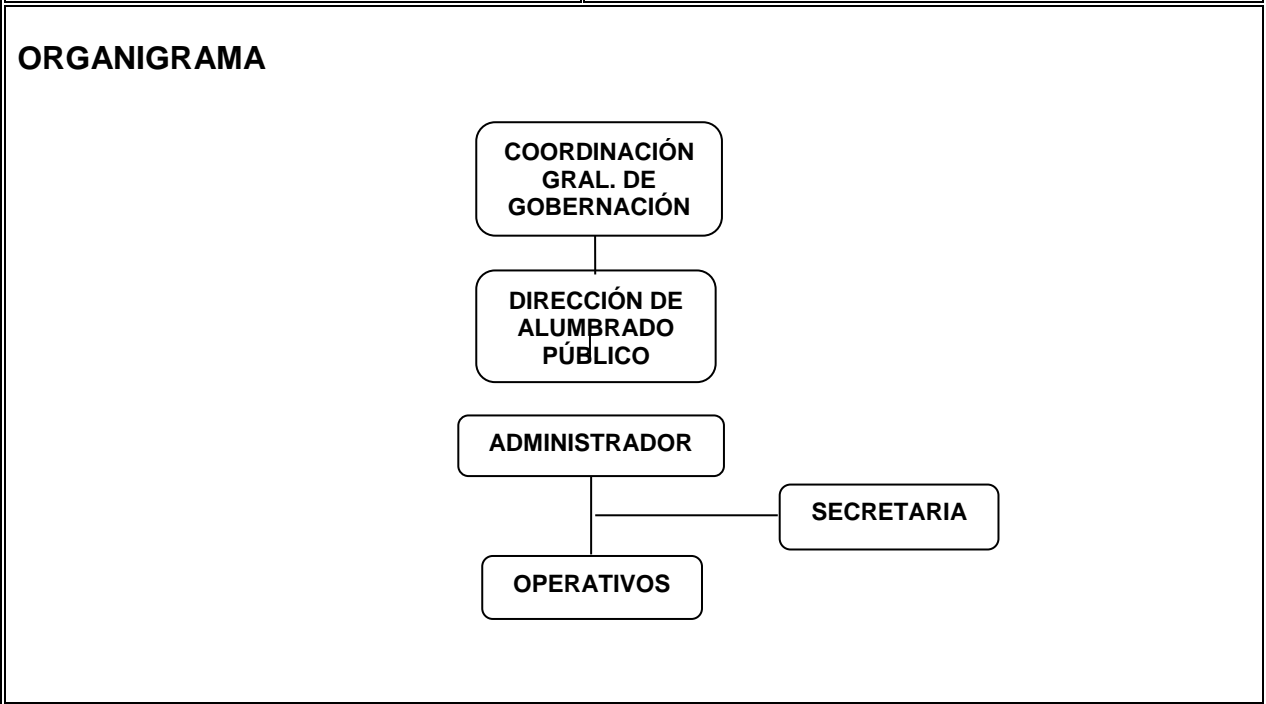 ORGANIGRAMA
COORDINACIÓN
GRAL. DE
GOBERNACIÓN
DIRECCIÓN DE
ALUMBRADO
PÚBLICO
ADMINISTRADOR
SECRETARIA
OPERATIVOS